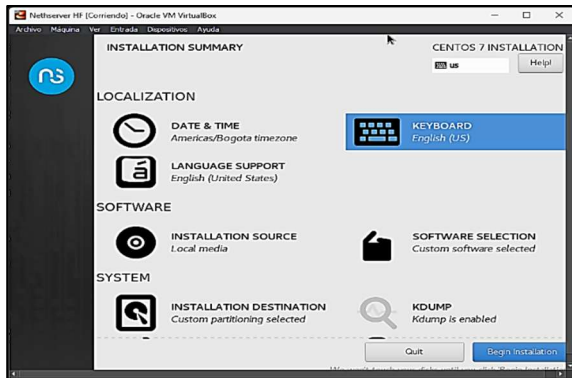 Nethserver HF [Corriendo] - Oracle VM VirtualBox
Archivo Máquina Ver Entrada Dispositivos Ayuda
INSTALLATION SUMMARY
CENTOS 7 INSTALLATION
us
Help!
ns
LOCALIZATION
DATE & TIME
Americas/Bogota timezone
KEYBOARD
English (US)
LANGUAGE SUPPORT
English (United States)
SOFTWARE
INSTALLATION SOURCE
Local media
SOFTWARE SELECTION
Custom software selected
SYSTEM
INSTALLATION DESTINATION
Custom partitioning selected
KDUMP
Kdump is enabled
Quit
Begin Installation